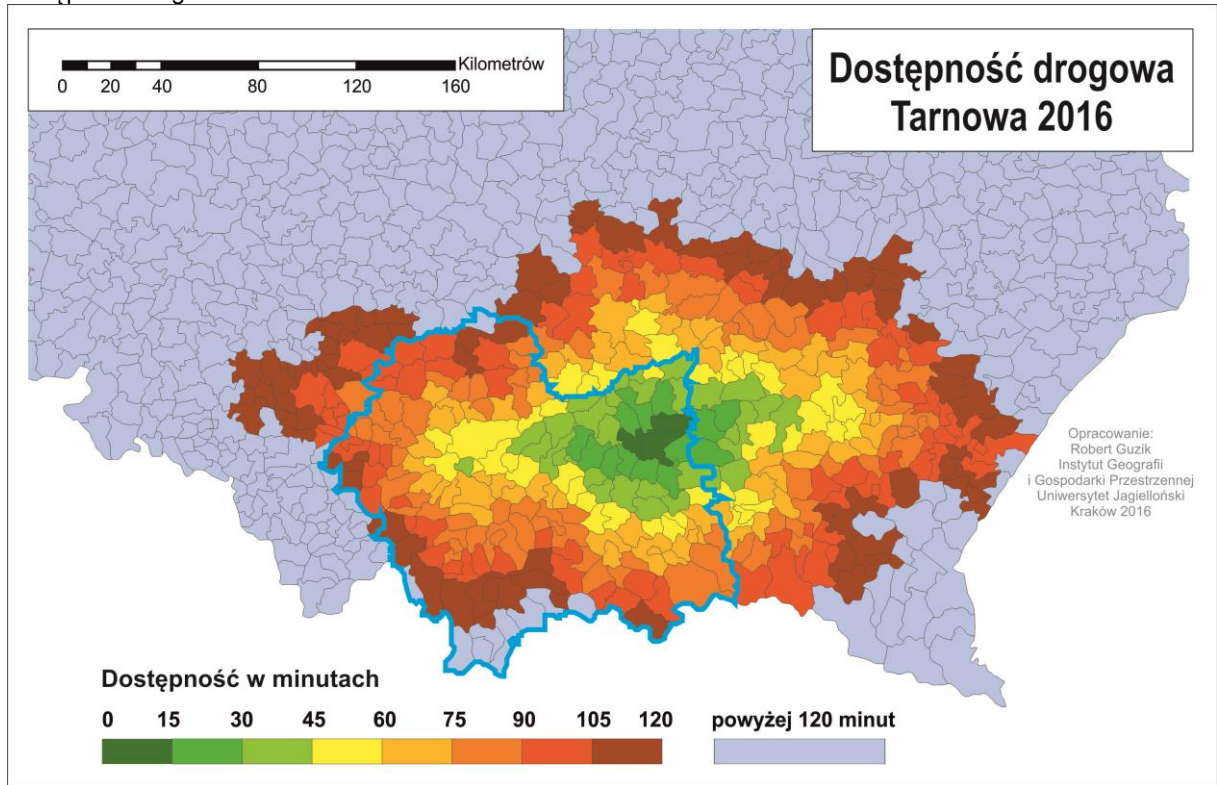 Kilometrów
0 20 40 80 120 160
Dostępność drogowa
Tarnowa 2016
Opracowanie:
Robert Guzik
Instytut Geografii
i Gospodarki Przestrzennej
Uniwersytet Jagielloński
Kraków 2016
Dostępność w minutach
0 15 30 45 60 75 90 105 120
powyżej 120 minut